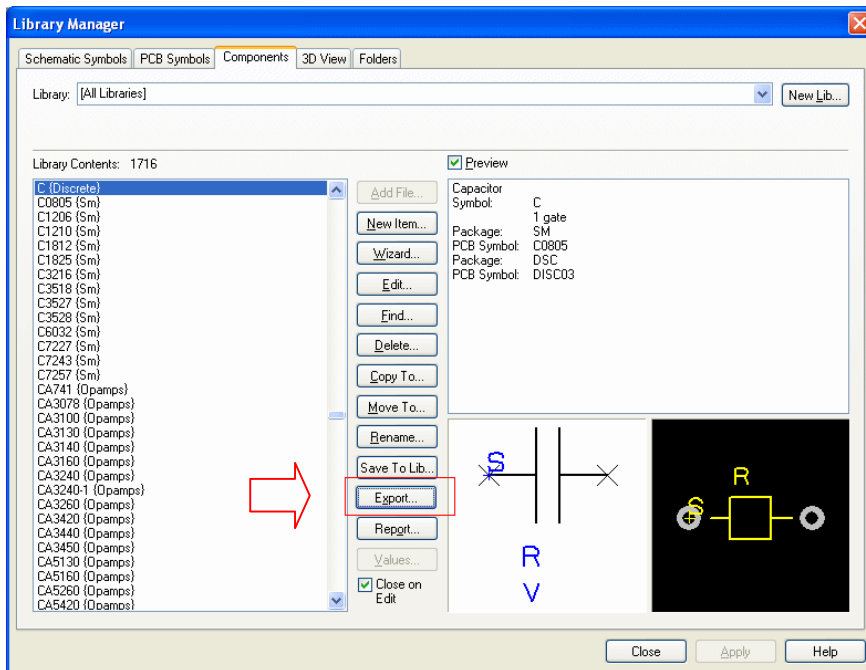 Library Manager
Schematic Symbols PCB Symbols Components 3D View Folders
Library: [All Libraries] New Lib...
Library Contents: 1716
Preview
C {Discrete}
C0805 {Sm}
C1206 {Sm}
C1210 {Sm}
C1812 {Sm}
C1825 {Sm}
C3216 {Sm}
C3518 {Sm}
C3527 {Sm}
C3528 {Sm}
C6032 {Sm}
C7227 {Sm}
C7243 {Sm}
C7257 {Sm}
CA741 {Opamps}
CA3078 {Opamps}
CA3100 {Opamps}
CA3130 {Opamps}
CA3140 {Opamps}
CA3160 {Opamps}
CA3240 {Opamps}
CA3240-1 {Opamps}
CA3260 {Opamps}
CA3420 {Opamps}
CA3440 {Opamps}
CA3450 {Opamps}
CA5130 {Opamps}
CA5160 {Opamps}
CA5260 {Opamps}
CA5420 {Opamps}
Add File...
New Item...
Wizard...
Edit...
Find...
Delete...
Copy To...
Move To...
Rename...
Save To Lib...
Export...
Report...
Values...
Close on
Edit
Capacitor
Symbol: C
1 gate
Package: SM
PCB Symbol: C0805
Package: DSC
PCB Symbol: DISC03
S
R
V
R
S
Close Apply Help